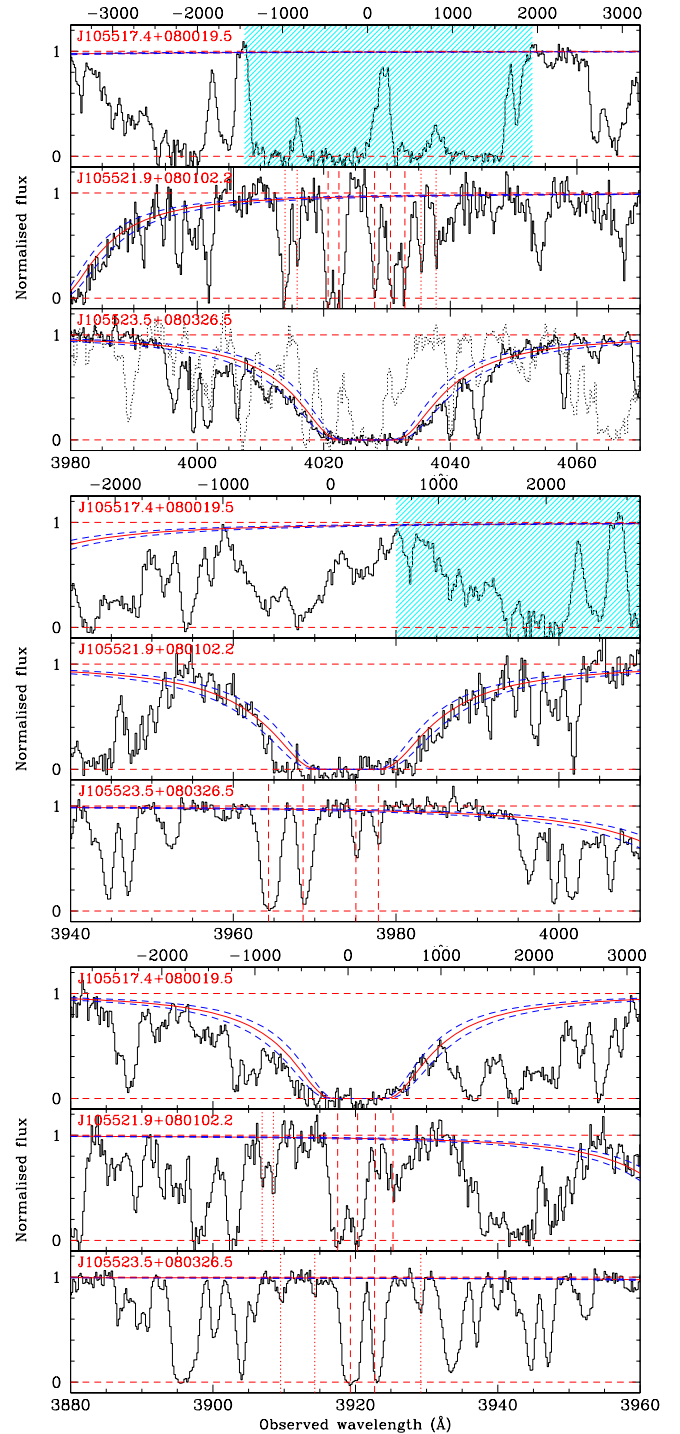 −3000 −2000 −1000 0 1000 2000 3000
J105517.4+080019.5
1
0
J105521.9+080102.2
1
0
J105523.5+080326.5
1
0
Normalised flux
3980 4000 4020 4040 4060
−2000 −1000 0 1000 2000
J105517.4+080019.5
1
0
J105521.9+080102.2
1
0
J105523.5+080326.5
1
0
Normalised flux
3940 3960 3980 4000
−2000 −1000 0 1000 2000 3000
J105517.4+080019.5
1
0
J105521.9+080102.2
1
0
J105523.5+080326.5
1
0
Normalised flux
3880 3900 3920 3940 3960
Observed wavelength (Å)